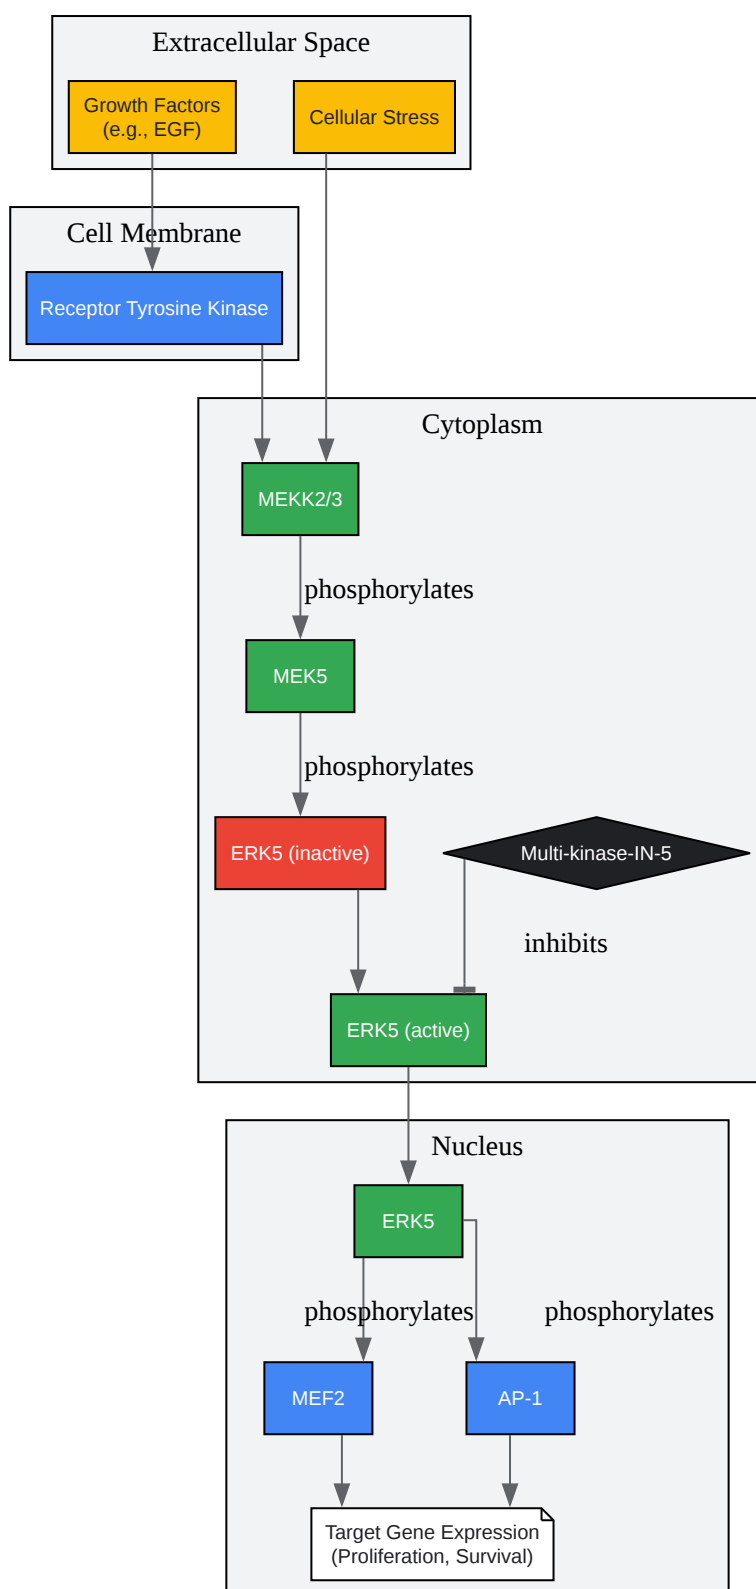 Extracellular Space
Growth Factors
(e.g., EGF)
Cellular Stress
Cell Membrane
Receptor Tyrosine Kinase
Cytoplasm
MEKK2/3
phosphorylates
MEK5
phosphorylates
ERK5 (inactive)
Multi-kinase-IN-5
inhibits
ERK5 (active)
Nucleus
ERK5
phosphorylates
phosphorylates
MEF2
AP-1
Target Gene Expression
(Proliferation, Survival)